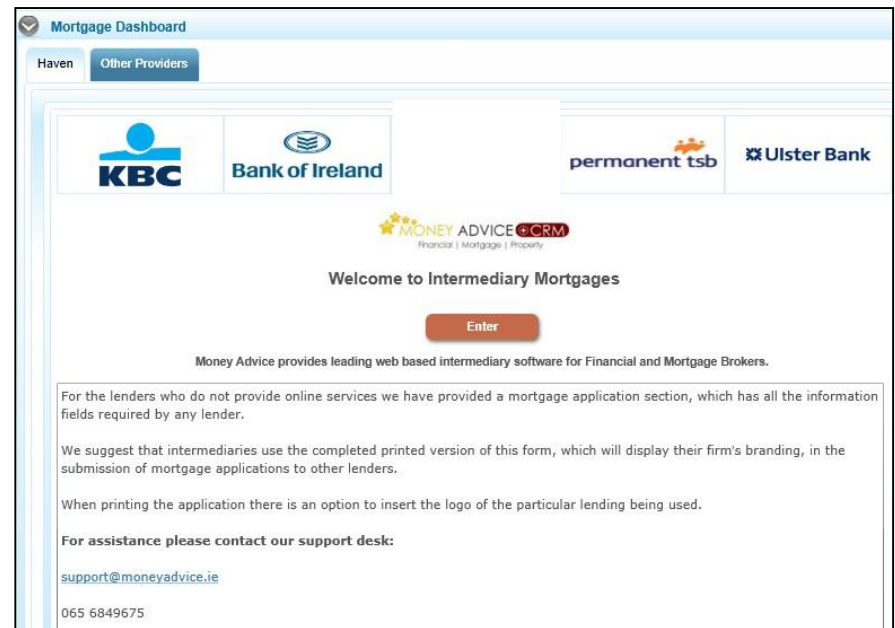 Mortgage Dashboard
Haven
Other Providers
KBC
Bank of Ireland
permanent tsb
Ulster Bank
MONEY ADVICE CRM
Financial | Mortgage | Property
Welcome to Intermediary Mortgages
Enter
Money Advice provides leading web based intermediary software for Financial and Mortgage Brokers.
For the lenders who do not provide online services we have provided a mortgage application section, which has all the information
fields required by any lender.
We suggest that intermediaries use the completed printed version of this form, which will display their firm's branding, in the
submission of mortgage applications to other lenders.
When printing the application there is an option to insert the logo of the particular lending being used.
For assistance please contact our support desk:
support@moneyadvice.ie
065 6849675